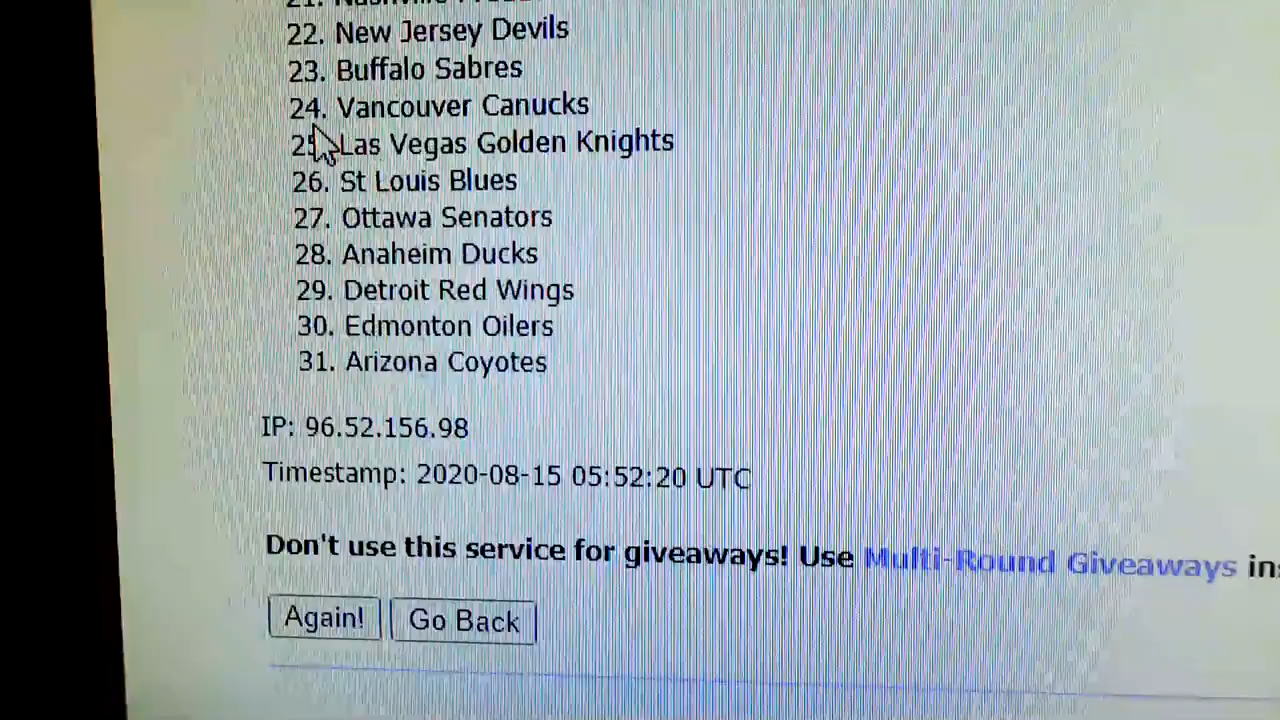 21. Nashville
22. New Jersey Devils
23. Buffalo Sabres
24. Vancouver Canucks
25. Las Vegas Golden Knights
26. St Louis Blues
27. Ottawa Senators
28. Anaheim Ducks
29. Detroit Red Wings
30. Edmonton Oilers
31. Arizona Coyotes
IP: 96.52.156.98
Timestamp: 2020-08-15 05:52:20 UTC
Don't use this service for giveaways! Use Multi-Round Giveaways
Again! Go Back